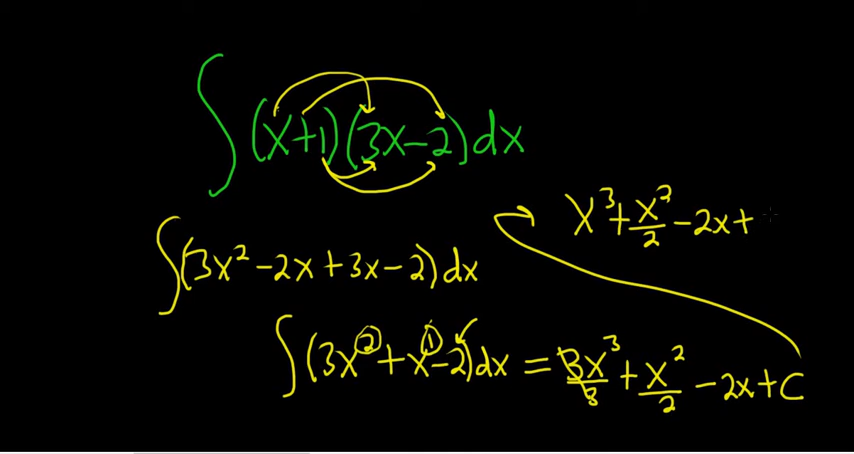 ∫(x+1)(3x-2)dx
x³+x²/2-2x+
∫(3x²-2x+3x-2)dx
∫(3x²+x¹-2)dx = 3x³/3+x²/2-2x+C